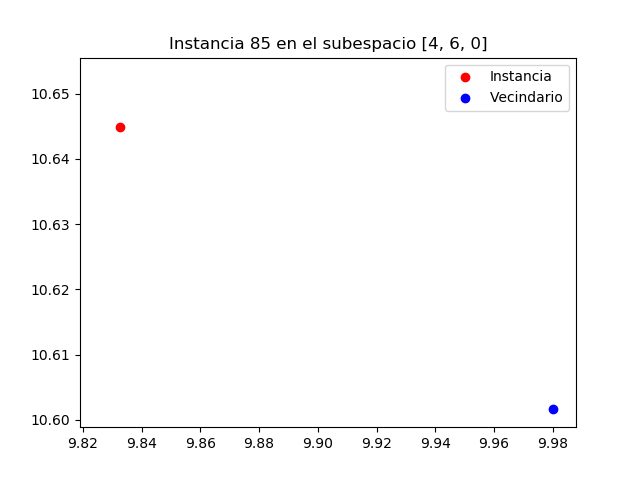 Instancia 85 en el subespacio [4, 6, 0]
Instancia
Vecindario
10.65
10.64
10.63
10.62
10.61
10.60
9.82 9.84 9.86 9.88 9.90 9.92 9.94 9.96 9.98